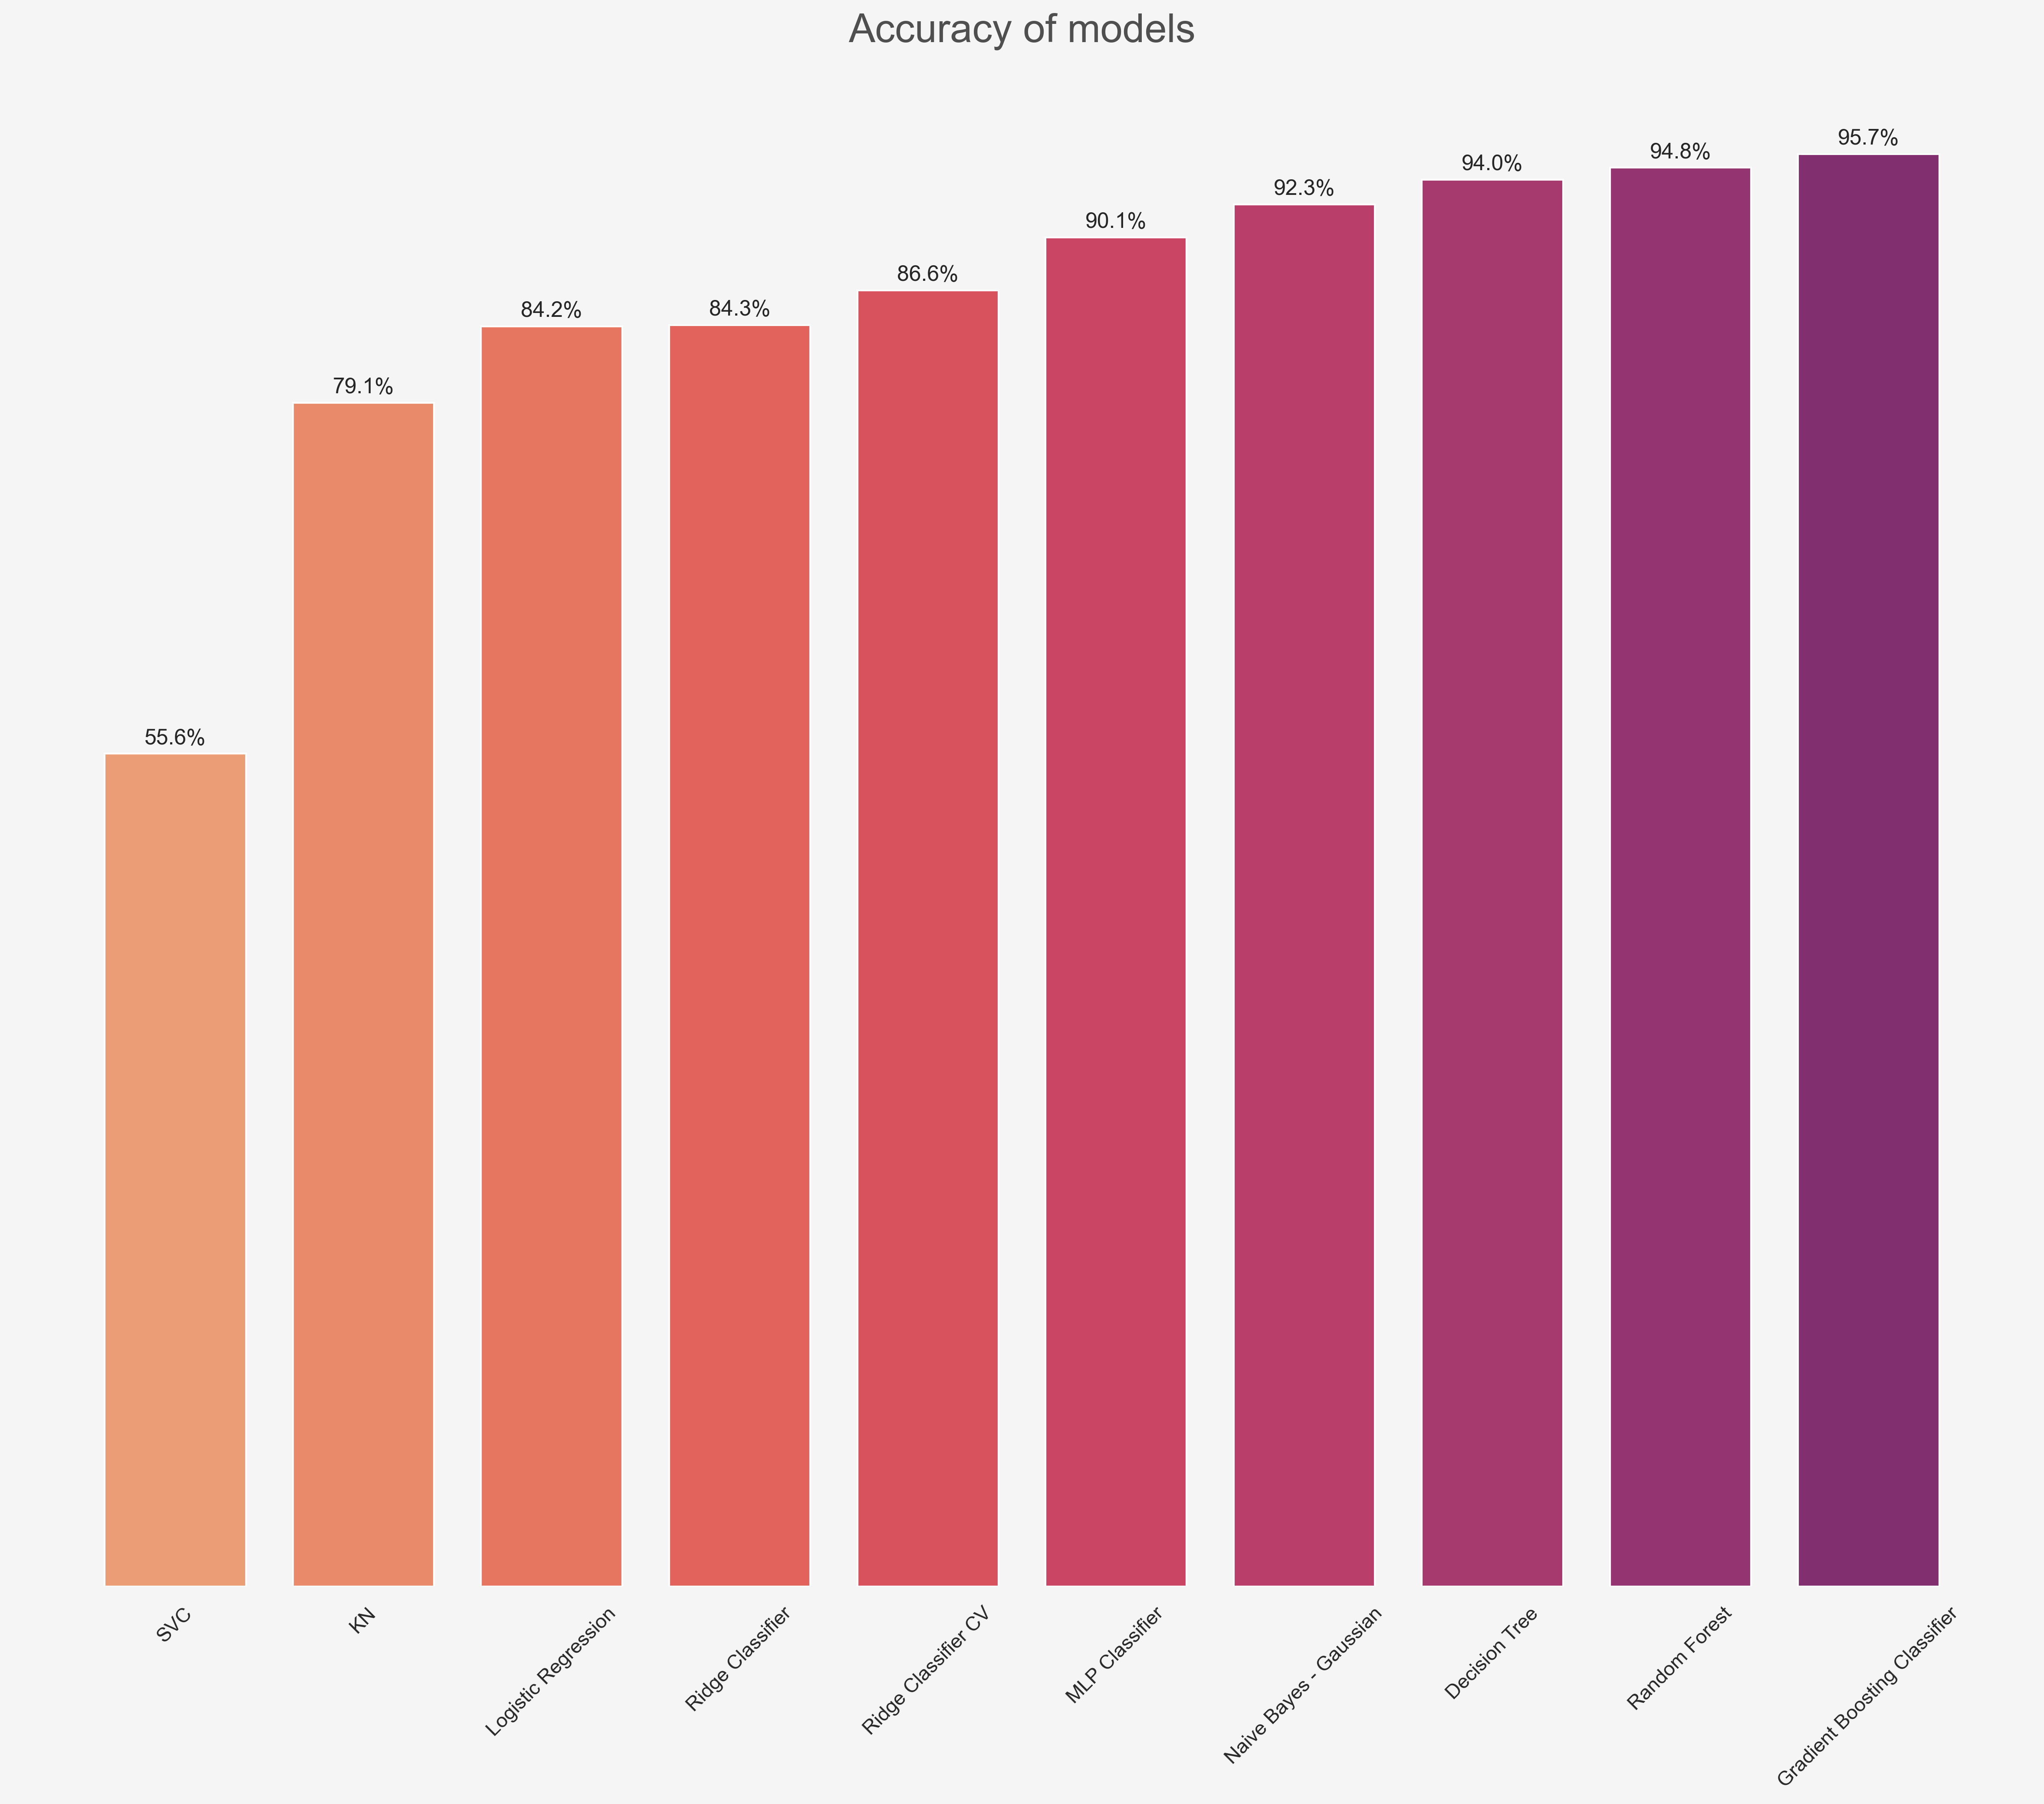 Accuracy of models
55.6%
79.1%
84.2%
84.3%
86.6%
90.1%
92.3%
94.0%
94.8%
95.7%
SVC
KN
Logistic Regression
Ridge Classifier
Ridge Classifier CV
MLP Classifier
Naive Bayes - Gaussian
Decision Tree
Random Forest
Gradient Boosting Classifier